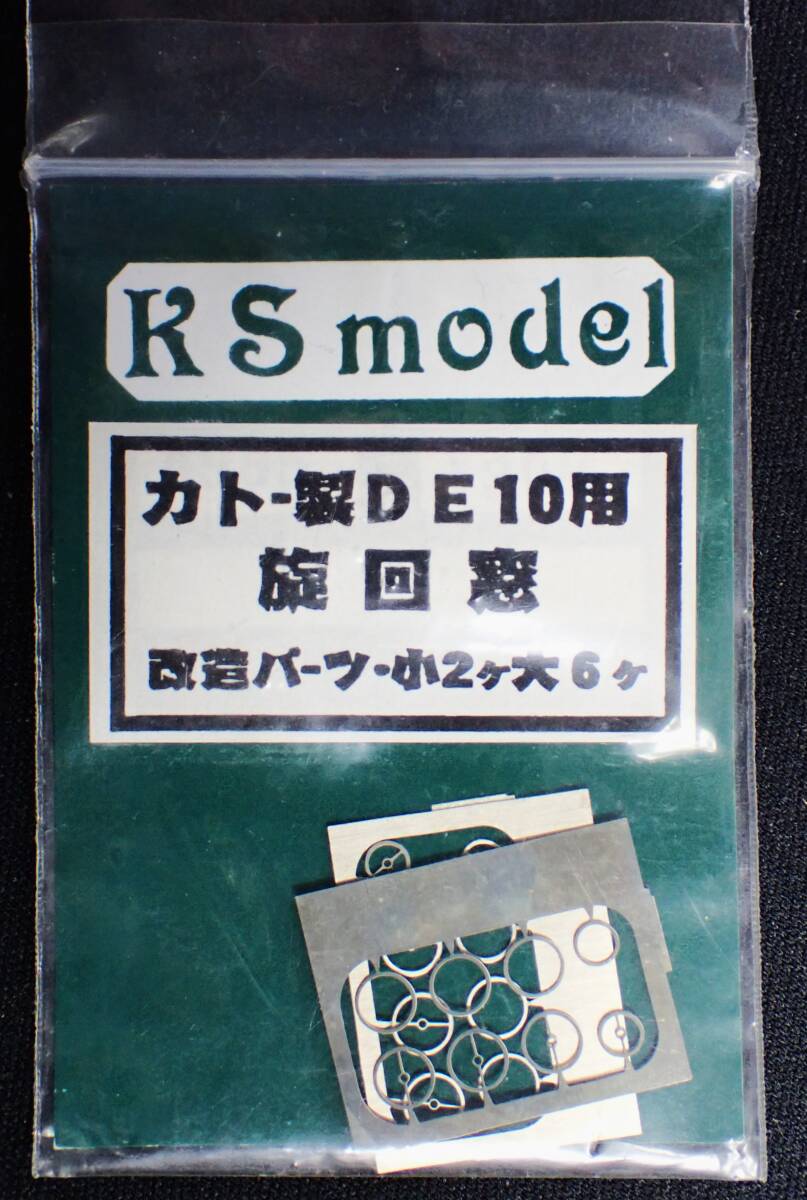 KS model
カトー製DE10用
旋回窓
改造パーツ・小2ヶ大6ヶ